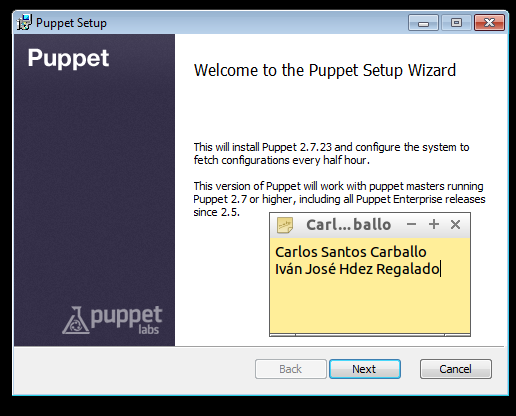 Puppet Setup
Puppet
Welcome to the Puppet Setup Wizard
This will install Puppet 2.7.23 and configure the system to
fetch configurations every half hour.
This version of Puppet will work with puppet masters running
Puppet 2.7 or higher, including all Puppet Enterprise releases
since 2.5.
Carl...ballo
Carlos Santos Carballo
Iván José Hdez Regalado
puppet
labs
Back
Next
Cancel